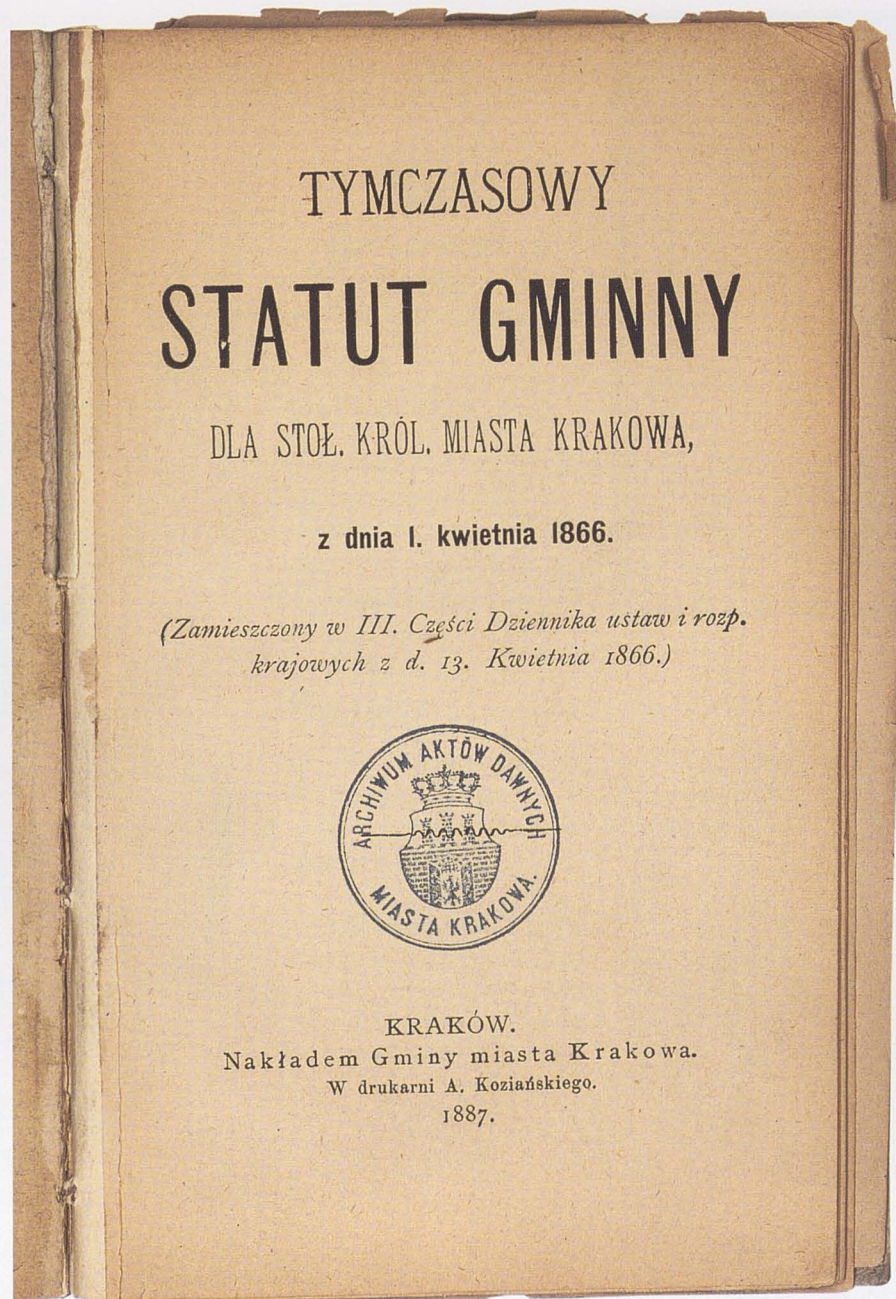 TYMCZASOWY
STATUT GMINNY
DLA STOŁ. KRÓL. MIASTA KRAKOWA,
z dnia 1. kwietnia 1866.
(Zamieszczony w III. Części Dziennika ustaw i rozp.
krajowych z d. 13. Kwietnia 1866.)
ARCHIWUM AKTÓW DAWNYCH
MIASTA KRAKOWA.
KRAKÓW.
Nakładem Gminy miasta Krakowa.
W drukarni A. Koziańskiego.
1887.